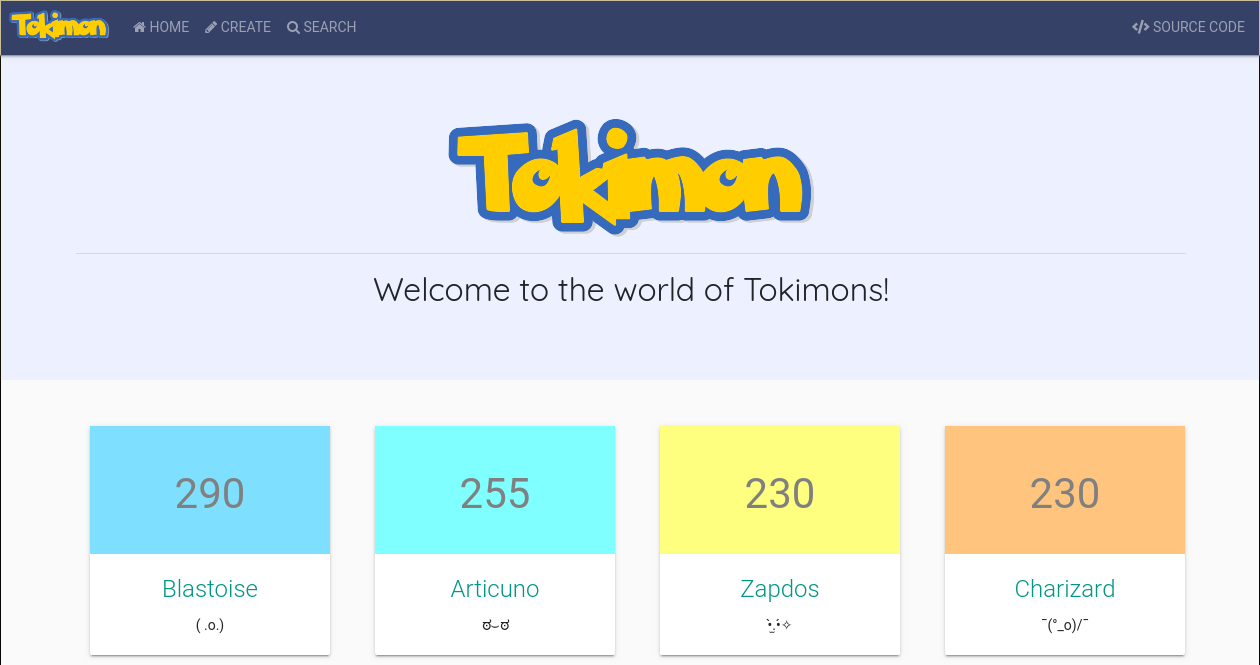 Tokimon HOME CREATE SEARCH SOURCE CODE
Tokimon
Welcome to the world of Tokimons!
290 255 230 230
Blastoise Articuno Zapdos Charizard
( .o.) ಠ⌣ಠ •̀.̫•́✧ ¯(°_o)/¯